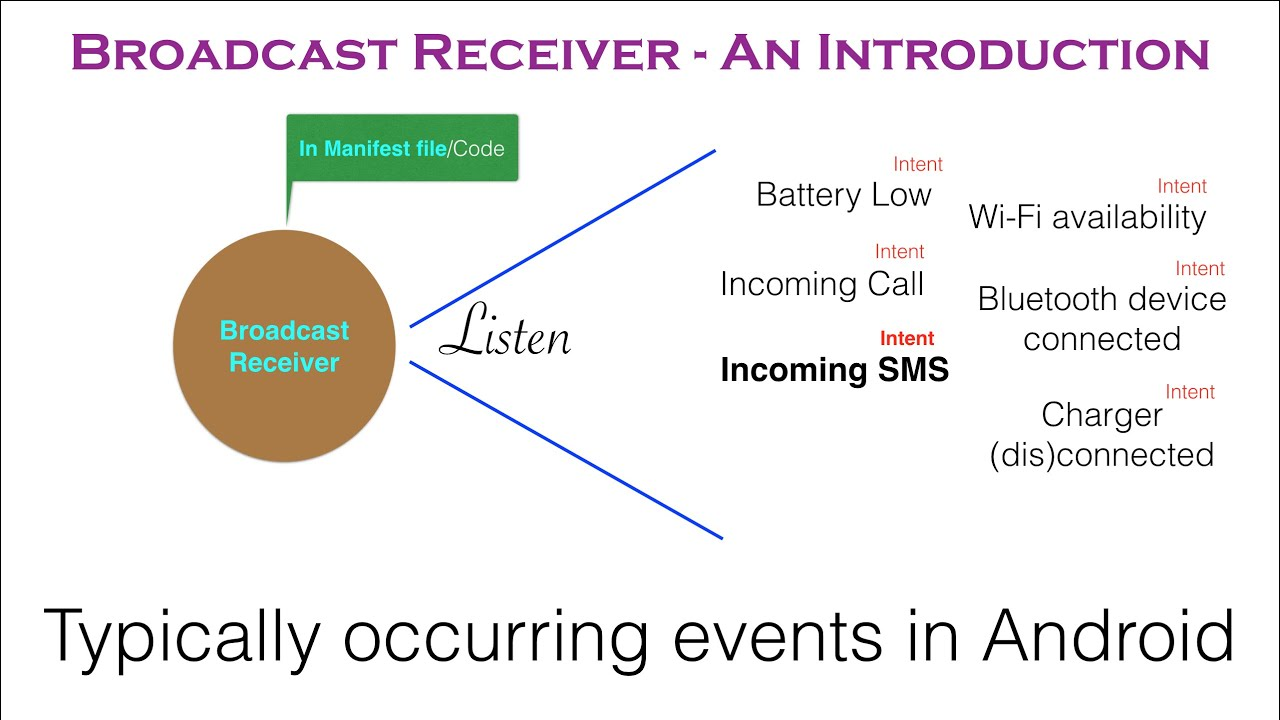 BROADCAST RECEIVER - AN INTRODUCTION
In Manifest file/Code
Broadcast
Receiver
Listen
Intent
Battery Low
Intent
Wi-Fi availability
Intent
Incoming Call
Intent
Bluetooth device
connected
Intent
Incoming SMS
Intent
Charger
(dis)connected
Typically occurring events in Android